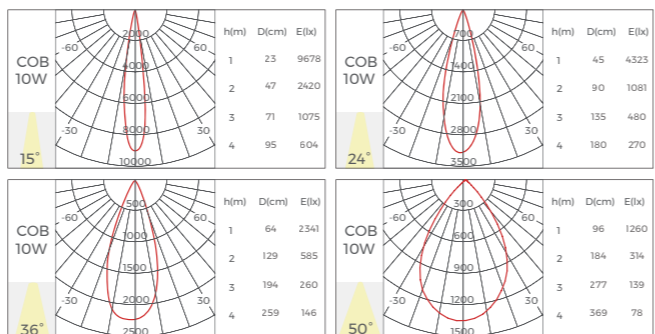 COB
10W
15°
2000
4000
6000
8000
10000
-60
60
-30
30
h(m) D(cm) E(lx)
1 23 9678
2 47 2420
3 71 1075
4 95 604
COB
10W
24°
700
1400
2100
2800
3500
-60
60
-30
30
h(m) D(cm) E(lx)
1 45 4323
2 90 1081
3 135 480
4 180 270
COB
10W
36°
500
1000
1500
2000
2500
-60
60
-30
30
h(m) D(cm) E(lx)
1 64 2341
2 129 585
3 194 260
4 259 146
COB
10W
50°
300
600
900
1200
1500
-60
60
-30
30
h(m) D(cm) E(lx)
1 96 1260
2 184 314
3 277 139
4 369 78